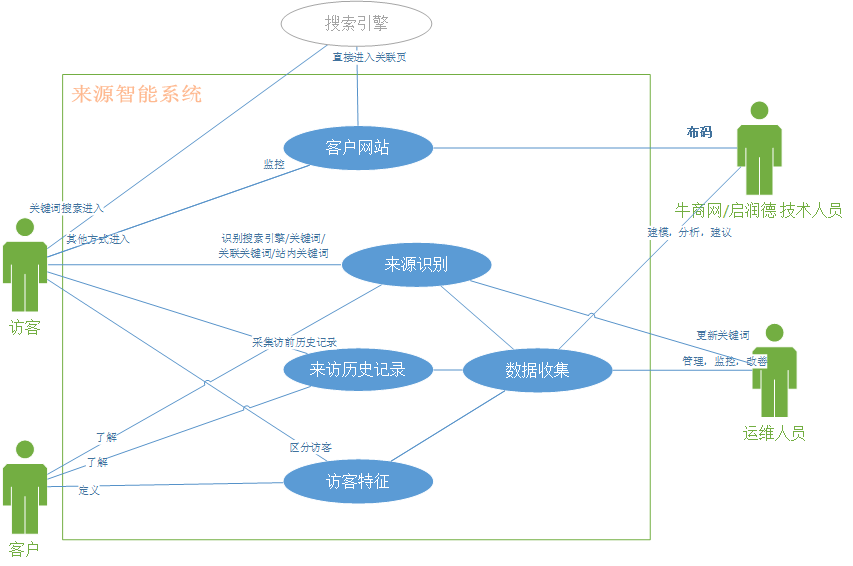 搜索引擎
直接进入关联页
来源智能系统
布码
客户网站
监控
关键词搜索进入
牛商网/启润德 技术人员
其他方式进入
识别搜索引擎/关键词/
关联关键词/站内关键词
建模，分析，建议
来源识别
访客
更新关键词
采集访前历史记录
来访历史记录
数据收集
管理，监控，改善
运维人员
了解
区分访客
了解
访客特征
定义
客户